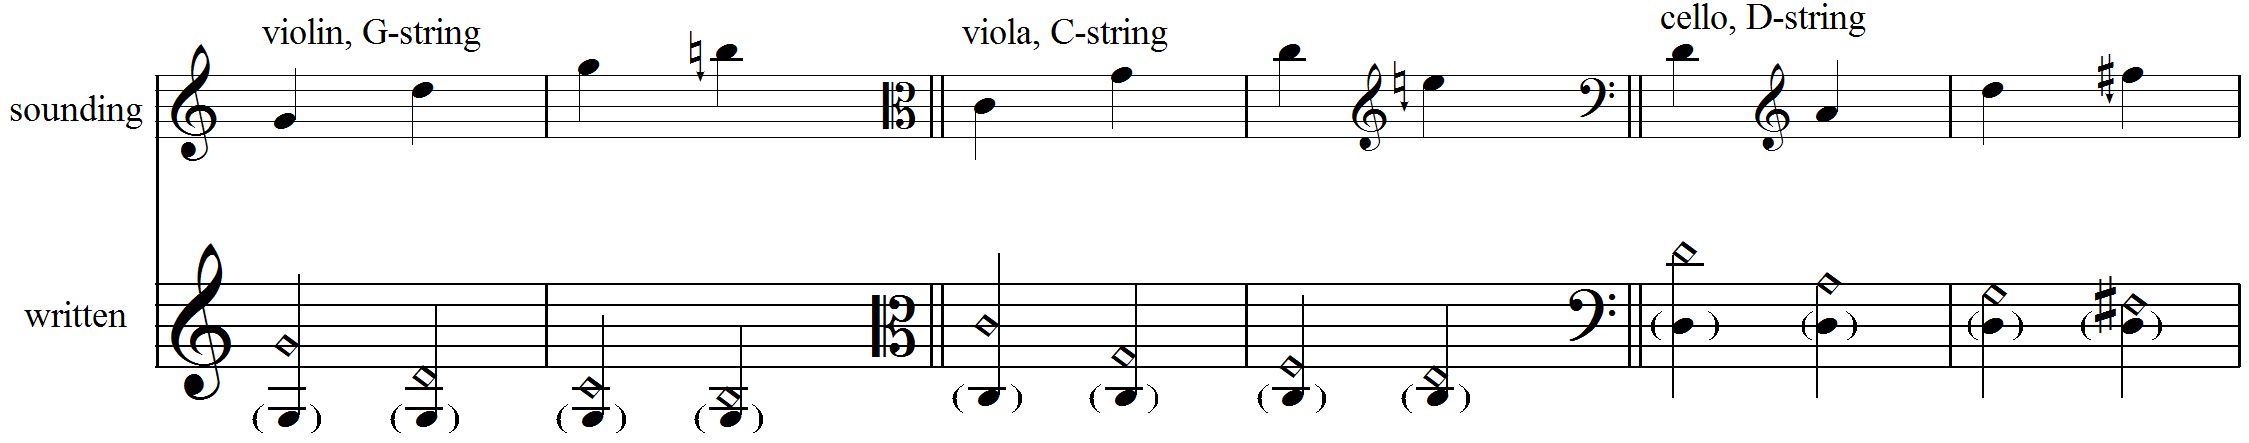 violin, G-string
viola, C-string
cello, D-string
sounding
written